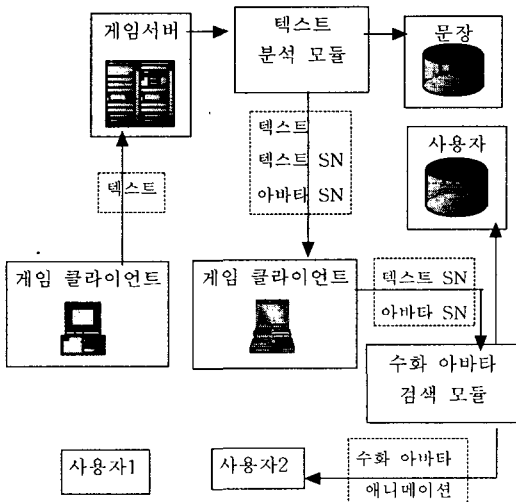 게임서버
텍스트
분석 모듈
문장
사용자
텍스트
텍스트
텍스트 SN
아바타 SN
게임 클라이언트
게임 클라이언트
텍스트 SN
아바타 SN
수화 아바타
검색 모듈
사용자1
사용자2
수화 아바타
애니메이션